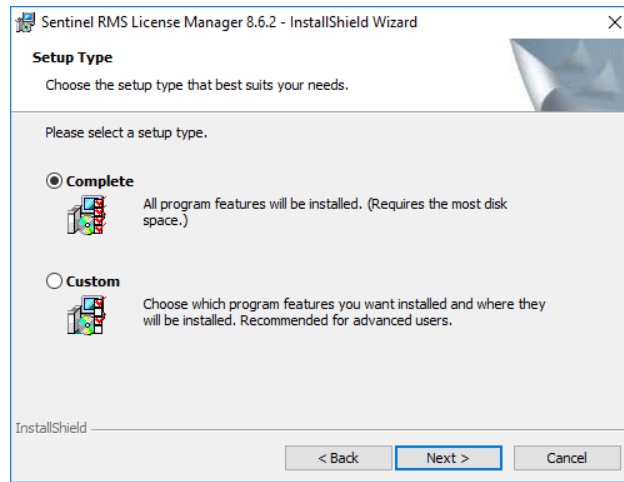 Sentinel RMS License Manager 8.6.2 - InstallShield Wizard
Setup Type
Choose the setup type that best suits your needs.
Please select a setup type.
Complete
All program features will be installed. (Requires the most disk
space.)
Custom
Choose which program features you want installed and where they
will be installed. Recommended for advanced users.
InstallShield
< Back
Next >
Cancel